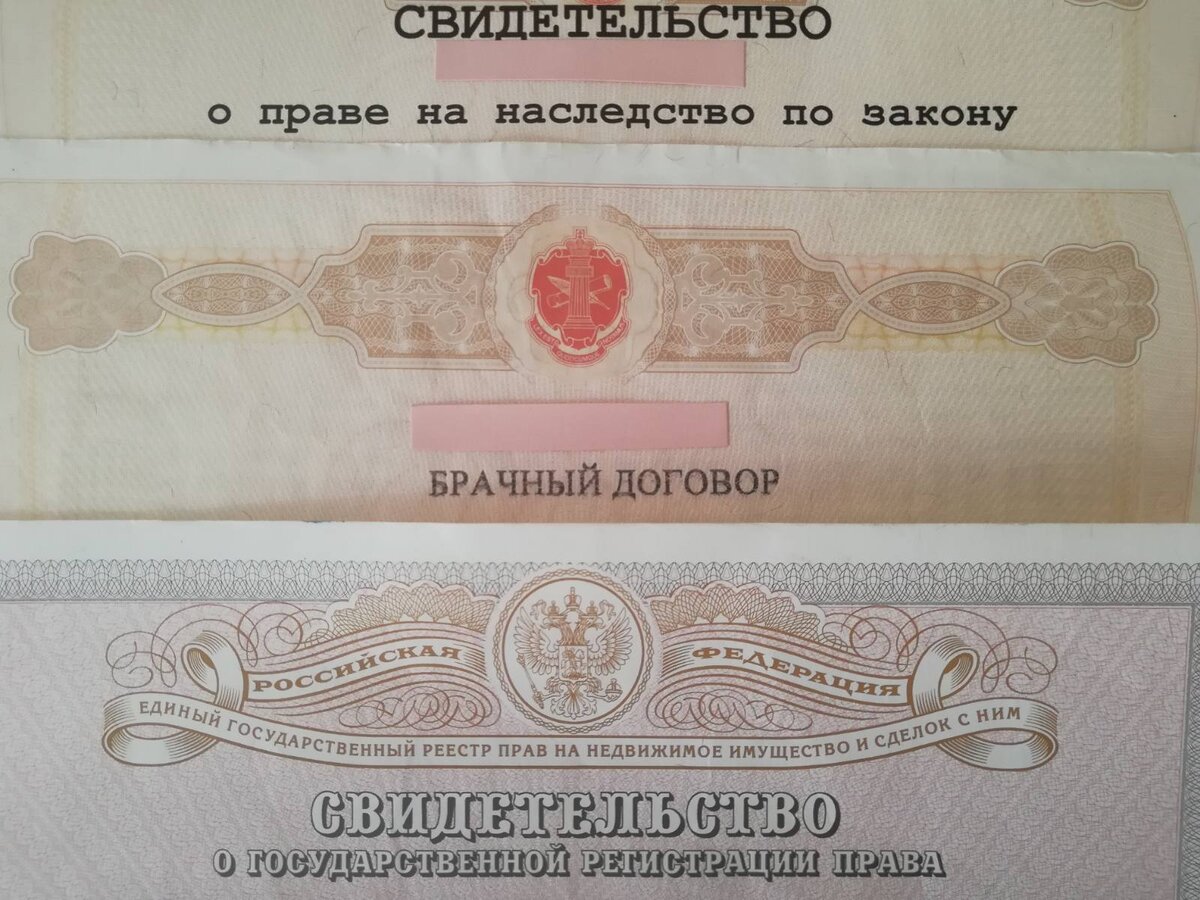 СВИДЕТЕЛЬСТВО
о праве на наследство по закону
БРАЧНЫЙ ДОГОВОР
РОССИЙСКАЯ ФЕДЕРАЦИЯ
ЕДИНЫЙ ГОСУДАРСТВЕННЫЙ РЕЕСТР ПРАВ НА НЕДВИЖИМОЕ ИМУЩЕСТВО И СДЕЛОК С НИМ
СВИДЕТЕЛЬСТВО
О ГОСУДАРСТВЕННОЙ РЕГИСТРАЦИИ ПРАВА